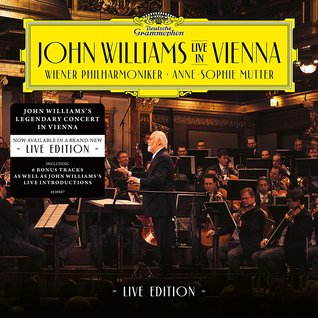 Deutsche
Grammophon
JOHN WILLIAMS LIVE IN VIENNA
WIENER PHILHARMONIKER · ANNE-SOPHIE MUTTER
JOHN WILLIAMS'S
LEGENDARY CONCERT
IN VIENNA
NOW AVAILABLE IN A BRAND-NEW
- LIVE EDITION -
INCLUDING
6 BONUS TRACKS
AS WELL AS JOHN WILLIAMS'S
LIVE INTRODUCTIONS
- LIVE EDITION -